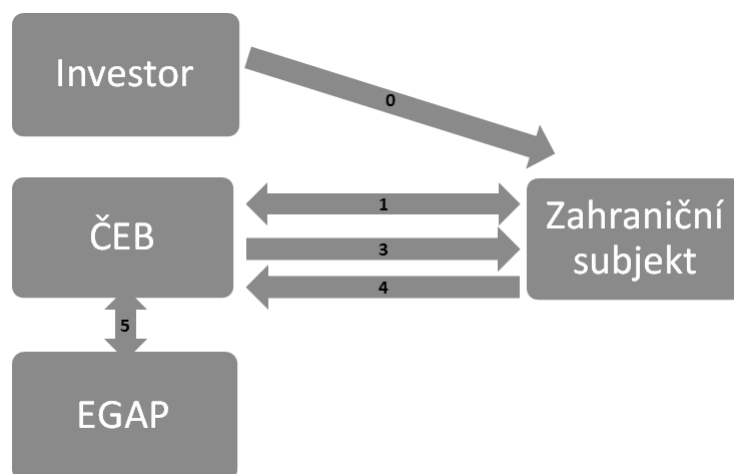 Investor
0
ČEB
1
3
4
Zahraniční
subjekt
5
EGAP